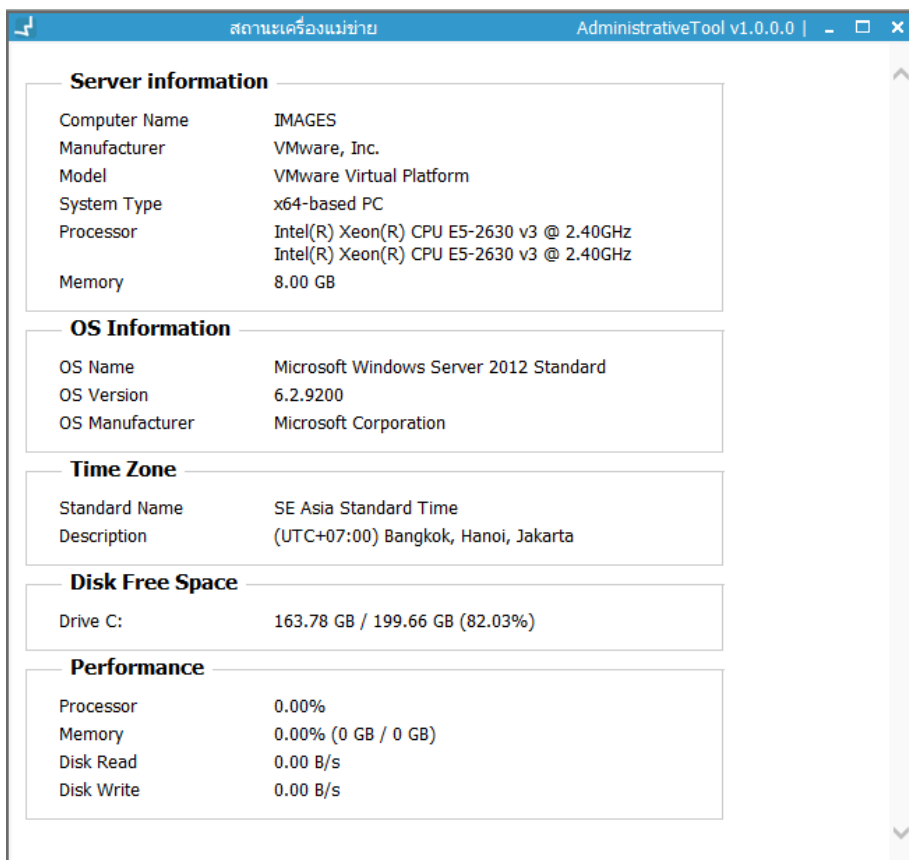 สถานะเครื่องแม่ข่าย AdministrativeTool v1.0.0.0 |
Server information
Computer Name IMAGES
Manufacturer VMware, Inc.
Model VMware Virtual Platform
System Type x64-based PC
Processor Intel(R) Xeon(R) CPU E5-2630 v3 @ 2.40GHz
Intel(R) Xeon(R) CPU E5-2630 v3 @ 2.40GHz
Memory 8.00 GB
OS Information
OS Name Microsoft Windows Server 2012 Standard
OS Version 6.2.9200
OS Manufacturer Microsoft Corporation
Time Zone
Standard Name SE Asia Standard Time
Description (UTC+07:00) Bangkok, Hanoi, Jakarta
Disk Free Space
Drive C: 163.78 GB / 199.66 GB (82.03%)
Performance
Processor 0.00%
Memory 0.00% (0 GB / 0 GB)
Disk Read 0.00 B/s
Disk Write 0.00 B/s